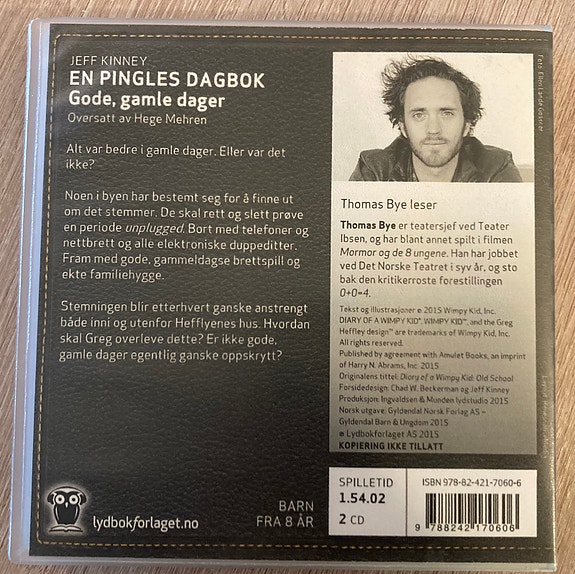 JEFF KINNEY
EN PINGLES DAGBOK
Gode, gamle dager
Oversatt av Hege Mehren
Alt var bedre i gamle dager. Eller var det
ikke?
Noen i byen har bestemt seg for å finne ut
om det stemmer. De skal rett og slett prøve
en periode unplugged. Bort med telefoner og
nettbrett og alle elektroniske duppeditter.
Fram med gode, gammeldagse brettspill og
ekte familiehygge.
Stemningen blir etterhvert ganske anstrengt
både inni og utenfor Hefflyenes hus. Hvordan
skal Greg overleve dette? Er ikke gode,
gamle dager egentlig ganske oppskrytt?
lydbokforlaget.no
BARN
FRA 8 ÅR
Foto: Ellen Lande Gossner
Thomas Bye leser
Thomas Bye er teatersjef ved Teater
Ibsen, og har blant annet spilt i filmen
Mormor og de 8 ungene. Han har jobbet
ved Det Norske Teatret i syv år, og sto
bak den kritikerroste forestillingen
0+0=4.
Tekst og illustrasjoner © 2015 Wimpy Kid, Inc.
DIARY OF A WIMPY KID®, WIMPY KID™, and the Greg
Heffley design™ are trademarks of Wimpy Kid, Inc.
All rights reserved.
Published by agreement with Amulet Books, an imprint
of Harry N. Abrams, Inc. 2015
Originalens tittel: Diary of a Wimpy Kid: Old School
Forsidedesign: Chad W. Beckerman og Jeff Kinney
Produksjon: Ingvaldsen & Munden lydstudio 2015
Norsk utgave: Gyldendal Norsk Forlag AS –
Gyldendal Barn & Ungdom 2015
℗ Lydbokforlaget AS 2015
KOPIERING IKKE TILLATT
SPILLETID
1.54.02
2 CD
ISBN 978-82-421-7060-6
9 788242 170606